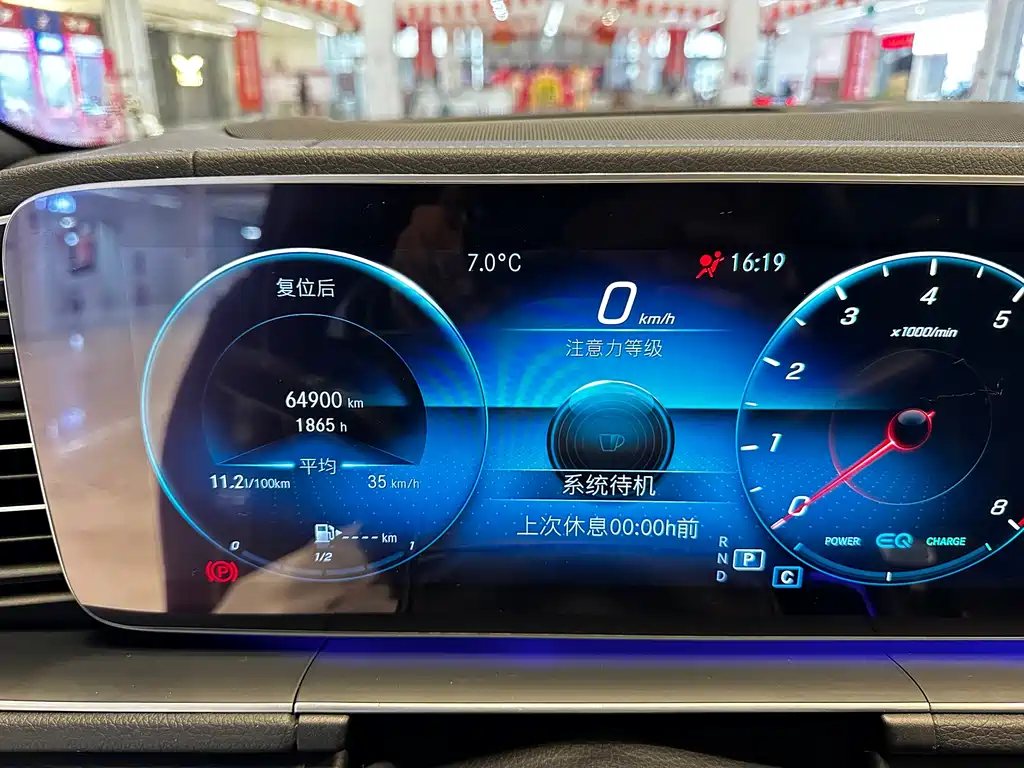 7.0°C
16:19
复位后
0 km/h
注意力等级
64900 km
1865 h
平均
11.2l/100km
35 km/h
系统待机
上次休息00:00h前
0
1/2
1
---- km
P
R
N
D
P
C
0
1
2
3
4
5
8
x1000/min
POWER
EQ
CHARGE